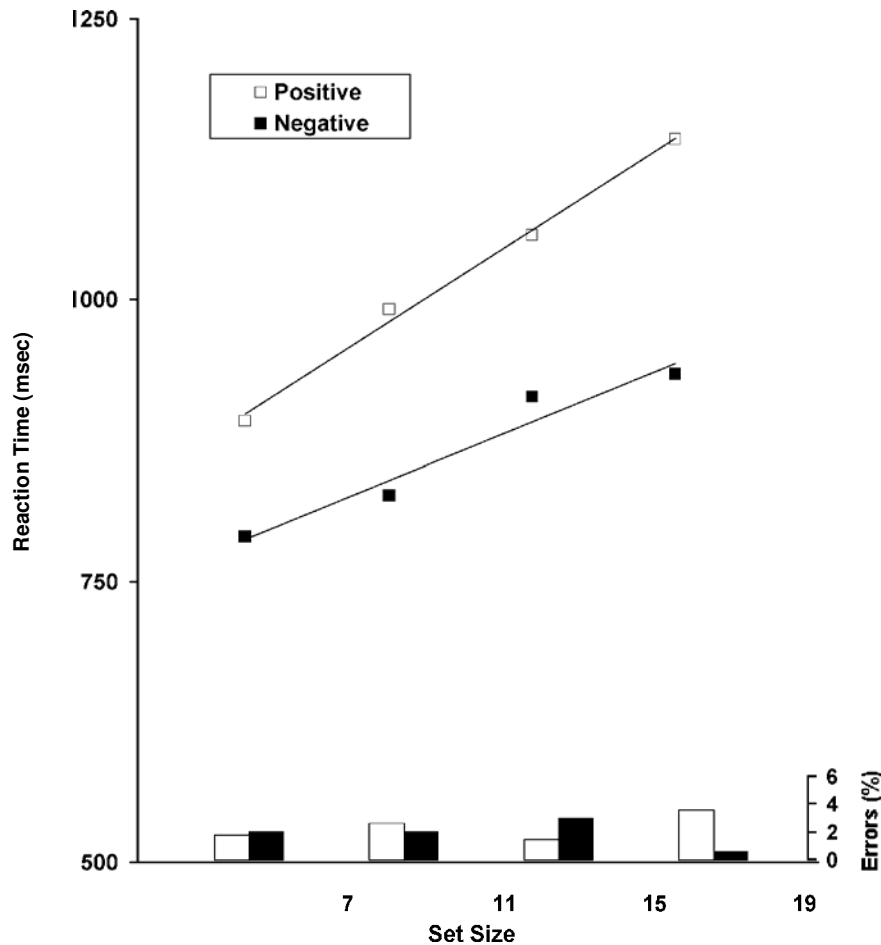 1250
Positive
Negative
1000
Reaction Time (msec)
750
6
4
2
0
Errors (%)
500
7 11 15 19
Set Size